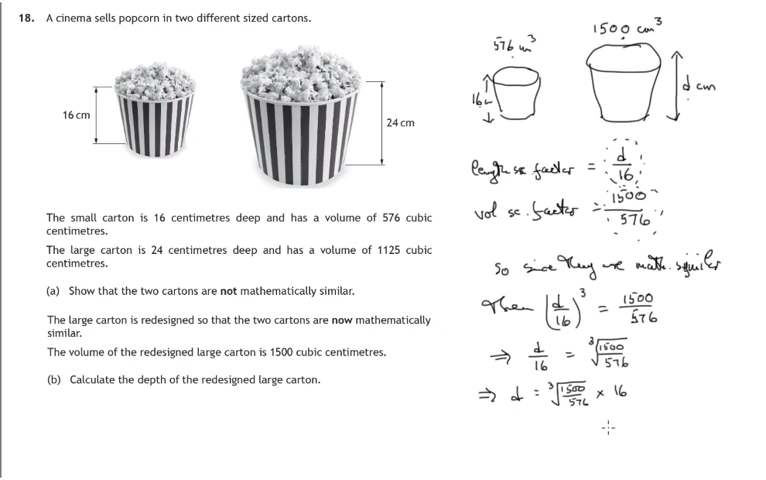 18. A cinema sells popcorn in two different sized cartons.
16 cm
24 cm
The small carton is 16 centimetres deep and has a volume of 576 cubic
centimetres.
The large carton is 24 centimetres deep and has a volume of 1125 cubic
centimetres.
(a) Show that the two cartons are not mathematically similar.
The large carton is redesigned so that the two cartons are now mathematically
similar.
The volume of the redesigned large carton is 1500 cubic centimetres.
(b) Calculate the depth of the redesigned large carton.
576 cm³
1500 cm³
16c
d cm
length sc factor = d/16
vol sc. factor = 1500/576
So since they are math. similar
then (d/16)³ = 1500/576
⇒ d/16 = ³√(1500/576)
⇒ d = ³√(1500/576) × 16